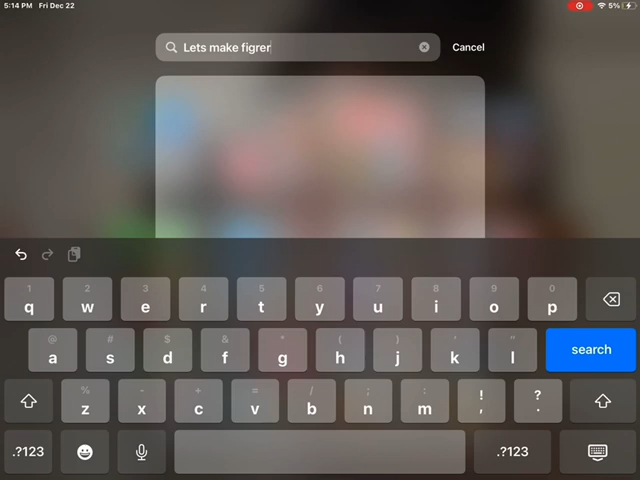 5:14 PM Fri Dec 22 5%
Lets make figrer Cancel
1 2 3 4 5 6 7 8 9 0
q w e r t y u i o p
@ # $ & * ( ) ' "
a s d f g h j k l search
% - + = / ; : ! ?
z x c v b n m , .
.?123 .?123